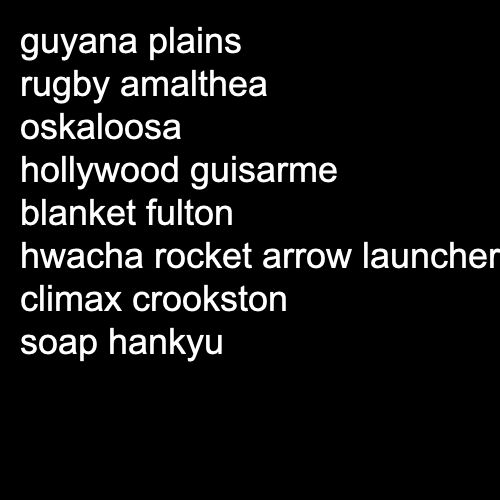 guyana plains
rugby amalthea
oskaloosa
hollywood guisarme
blanket fulton
hwacha rocket arrow launcher
climax crookston
soap hankyu